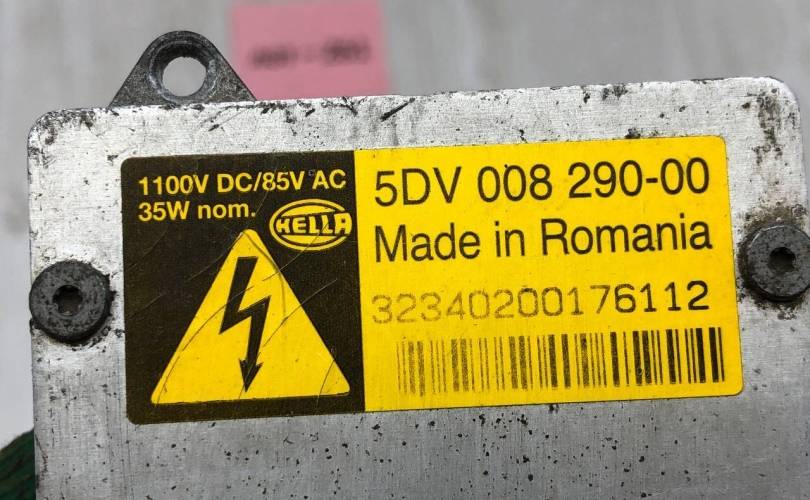 1100V DC/85V AC
35W nom.
HELLA
5DV 008 290-00
Made in Romania
32340200176112